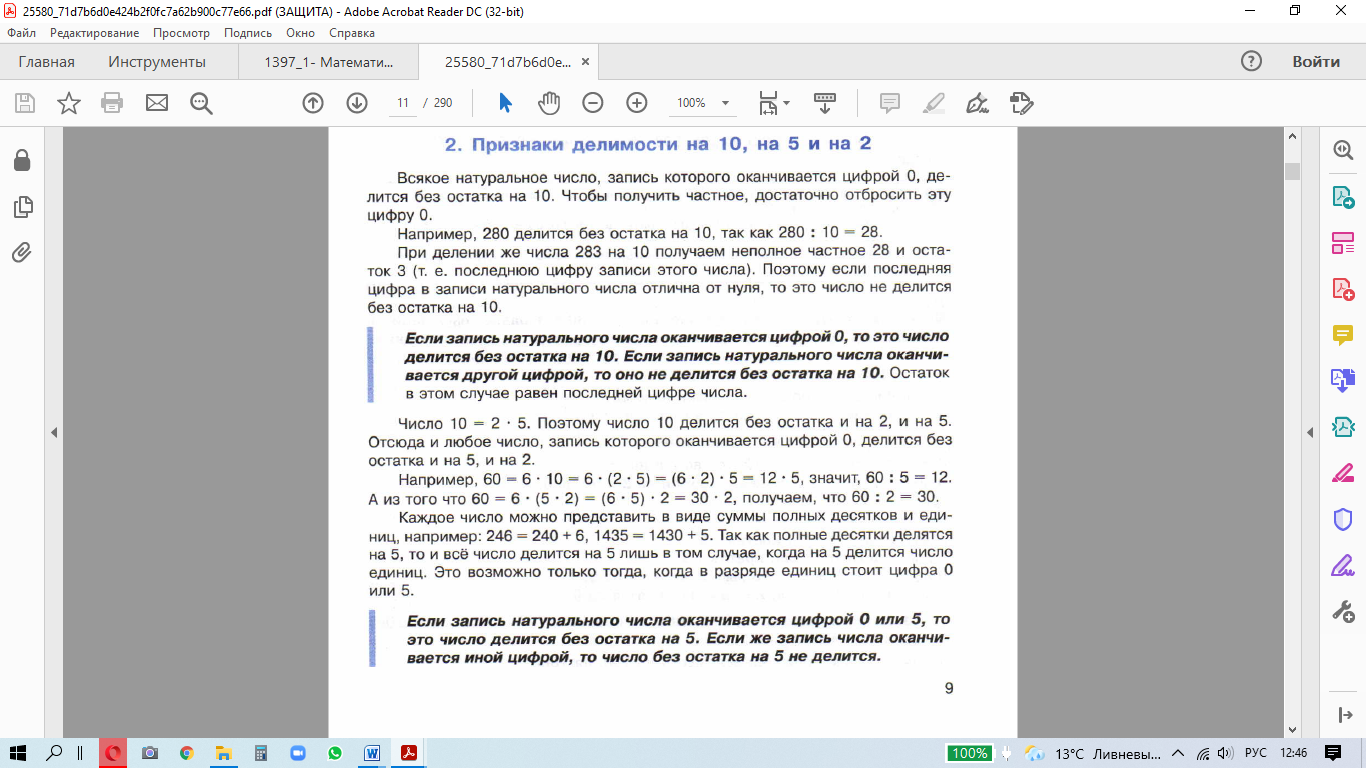 25580_71d7b6d0e424b2f0fc7a62b900c77e66.pdf (ЗАЩИТА) - Adobe Acrobat Reader DC (32-bit)
Файл Редактирование Просмотр Подпись Окно Справка
Главная Инструменты 1397_1- Математи... 25580_71d7b6d0e... × Войти
11 / 290 100%
2. Признаки делимости на 10, на 5 и на 2
Всякое натуральное число, запись которого оканчивается цифрой 0, де-
лится без остатка на 10. Чтобы получить частное, достаточно отбросить эту
цифру 0.
Например, 280 делится без остатка на 10, так как 280 : 10 = 28.
При делении же числа 283 на 10 получаем неполное частное 28 и оста-
ток 3 (т. е. последнюю цифру записи этого числа). Поэтому если последняя
цифра в записи натурального числа отлична от нуля, то это число не делится
без остатка на 10.
Если запись натурального числа оканчивается цифрой 0, то это число
делится без остатка на 10. Если запись натурального числа оканчи-
вается другой цифрой, то оно не делится без остатка на 10. Остаток
в этом случае равен последней цифре числа.
Число 10 = 2 · 5. Поэтому число 10 делится без остатка и на 2, и на 5.
Отсюда и любое число, запись которого оканчивается цифрой 0, делится без
остатка и на 5, и на 2.
Например, 60 = 6 · 10 = 6 · (2 · 5) = (6 · 2) · 5 = 12 · 5, значит, 60 : 5 = 12.
А из того что 60 = 6 · (5 · 2) = (6 · 5) · 2 = 30 · 2, получаем, что 60 : 2 = 30.
Каждое число можно представить в виде суммы полных десятков и еди-
ниц, например: 246 = 240 + 6, 1435 = 1430 + 5. Так как полные десятки делятся
на 5, то и всё число делится на 5 лишь в том случае, когда на 5 делится число
единиц. Это возможно только тогда, когда в разряде единиц стоит цифра 0
или 5.
Если запись натурального числа оканчивается цифрой 0 или 5, то
это число делится без остатка на 5. Если же запись числа оканчи-
вается иной цифрой, то число без остатка на 5 не делится.
9
100% 13°C Ливневы... РУС 12:46